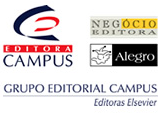 EDITORA
CAMPUS
NEGÓCIO
EDITORA
Alegro
GRUPO EDITORIAL CAMPUS
Editoras Elsevier